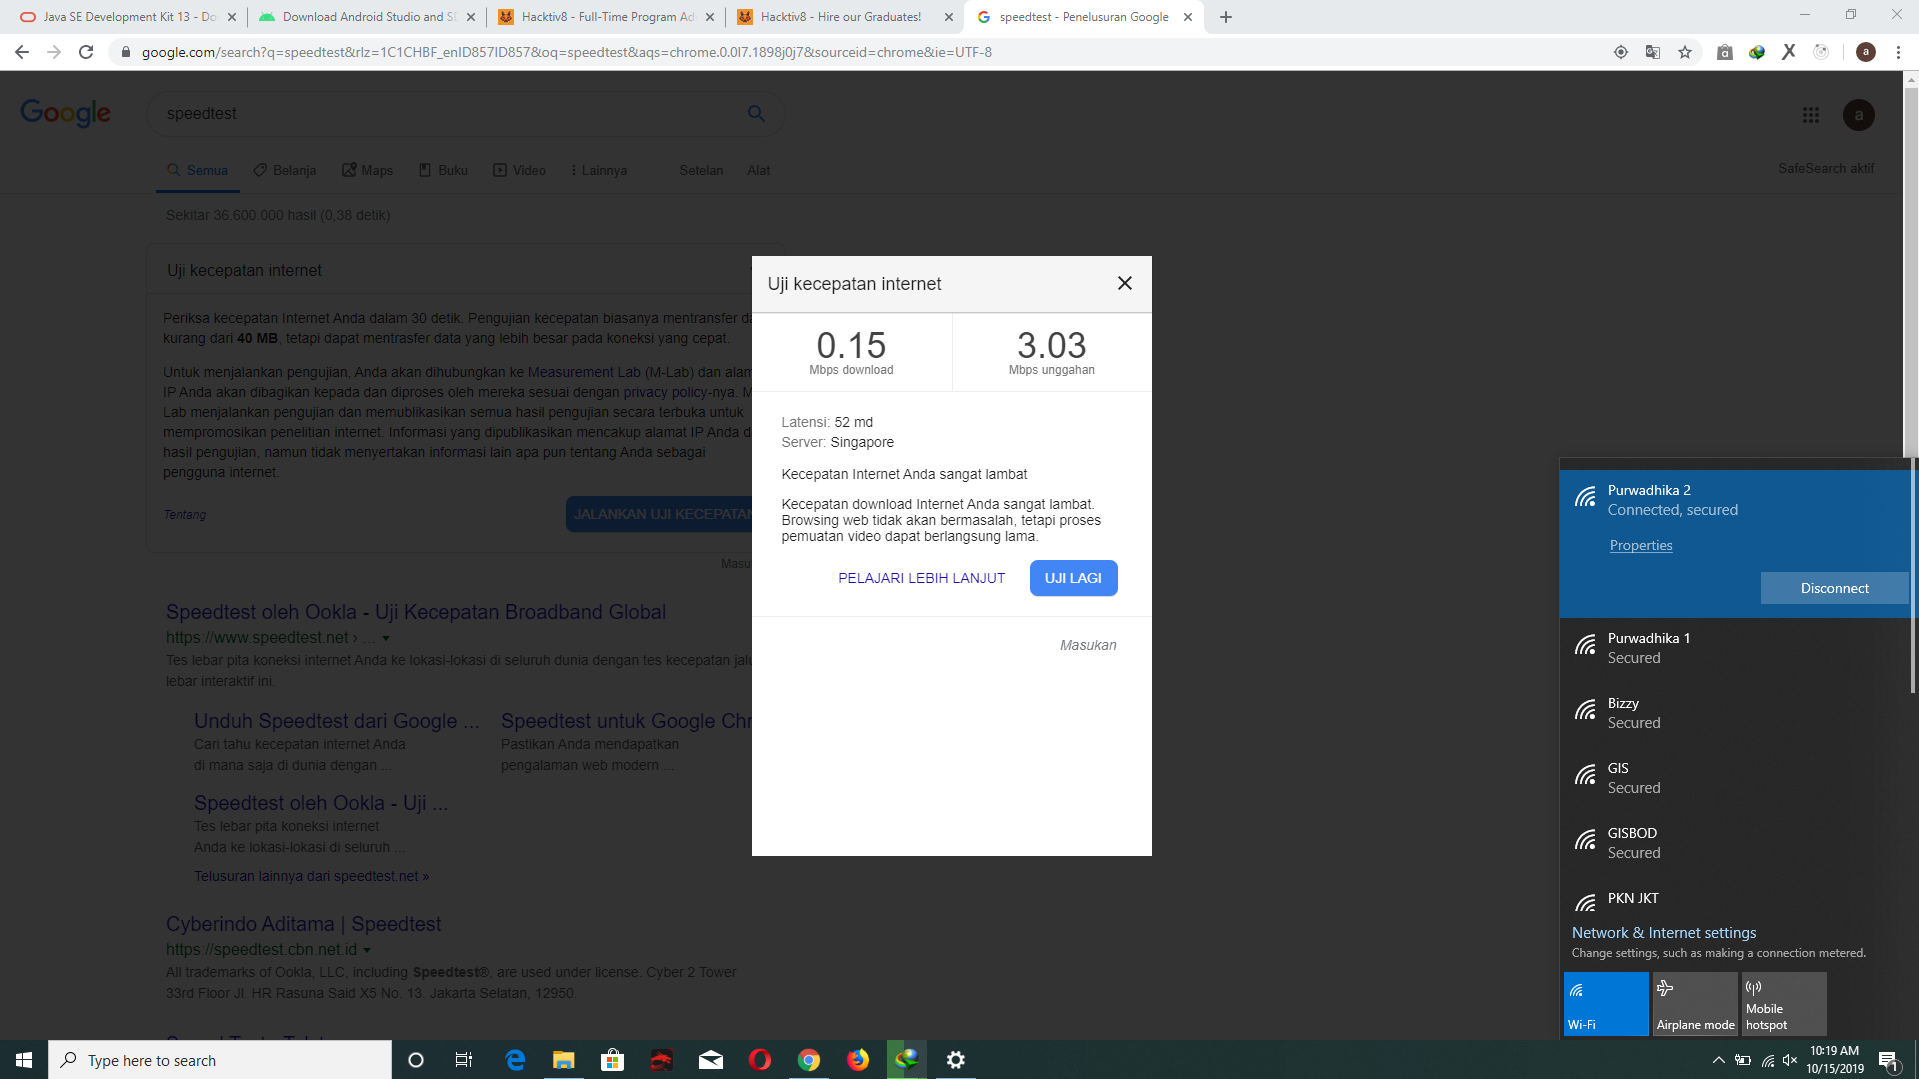 Java SE Development Kit 13 - Do
Download Android Studio and S
Hacktiv8 - Full-Time Program Ad
Hacktiv8 - Hire our Graduates!
speedtest - Penelusuran Google
google.com/search?q=speedtest&rlz=1C1CHBF_enID857ID857&oq=speedtest&aqs=chrome.0.0l7.1898j0j7&sourceid=chrome&ie=UTF-8
a
Google
speedtest
a
Semua
Belanja
Maps
Buku
Video
Lainnya
Setelan
Alat
SafeSearch aktif
Sekitar 36.600.000 hasil (0,38 detik)
Uji kecepatan internet
Periksa kecepatan Internet Anda dalam 30 detik. Pengujian kecepatan biasanya mentransfer da
kurang dari 40 MB, tetapi dapat mentrasfer data yang lebih besar pada koneksi yang cepat.
Untuk menjalankan pengujian, Anda akan dihubungkan ke Measurement Lab (M-Lab) dan alam
IP Anda akan dibagikan kepada dan diproses oleh mereka sesuai dengan privacy policy-nya. M
Lab menjalankan pengujian dan memublikasikan semua hasil pengujian secara terbuka untuk
mempromosikan penelitian internet. Informasi yang dipublikasikan mencakup alamat IP Anda d
hasil pengujian, namun tidak menyertakan informasi lain apa pun tentang Anda sebagai
pengguna internet.
Tentang
JALANKAN UJI KECEPATAN
Masu
Speedtest oleh Ookla - Uji Kecepatan Broadband Global
https://www.speedtest.net › ...
Tes lebar pita koneksi internet Anda ke lokasi-lokasi di seluruh dunia dengan tes kecepatan jalu
lebar interaktif ini.
Unduh Speedtest dari Google ...
Cari tahu kecepatan internet Anda
di mana saja di dunia dengan ...
Speedtest untuk Google Chr
Pastikan Anda mendapatkan
pengalaman web modern ...
Speedtest oleh Ookla - Uji ...
Tes lebar pita koneksi internet
Anda ke lokasi-lokasi di seluruh ...
Telusuran lainnya dari speedtest.net »
Cyberindo Aditama | Speedtest
https://speedtest.cbn.net.id
All trademarks of Ookla, LLC, including Speedtest®, are used under license. Cyber 2 Tower
33rd Floor Jl. HR Rasuna Said X5 No. 13. Jakarta Selatan, 12950.
Uji kecepatan internet
0.15
Mbps download
3.03
Mbps unggahan
Latensi: 52 md
Server: Singapore
Kecepatan Internet Anda sangat lambat
Kecepatan download Internet Anda sangat lambat.
Browsing web tidak akan bermasalah, tetapi proses
pemuatan video dapat berlangsung lama.
PELAJARI LEBIH LANJUT
UJI LAGI
Masukan
Purwadhika 2
Connected, secured
Properties
Disconnect
Purwadhika 1
Secured
Bizzy
Secured
GIS
Secured
GISBOD
Secured
PKN JKT
Network & Internet settings
Change settings, such as making a connection metered.
Wi-Fi
Airplane mode
Mobile
hotspot
Type here to search
10:19 AM
10/15/2019
1